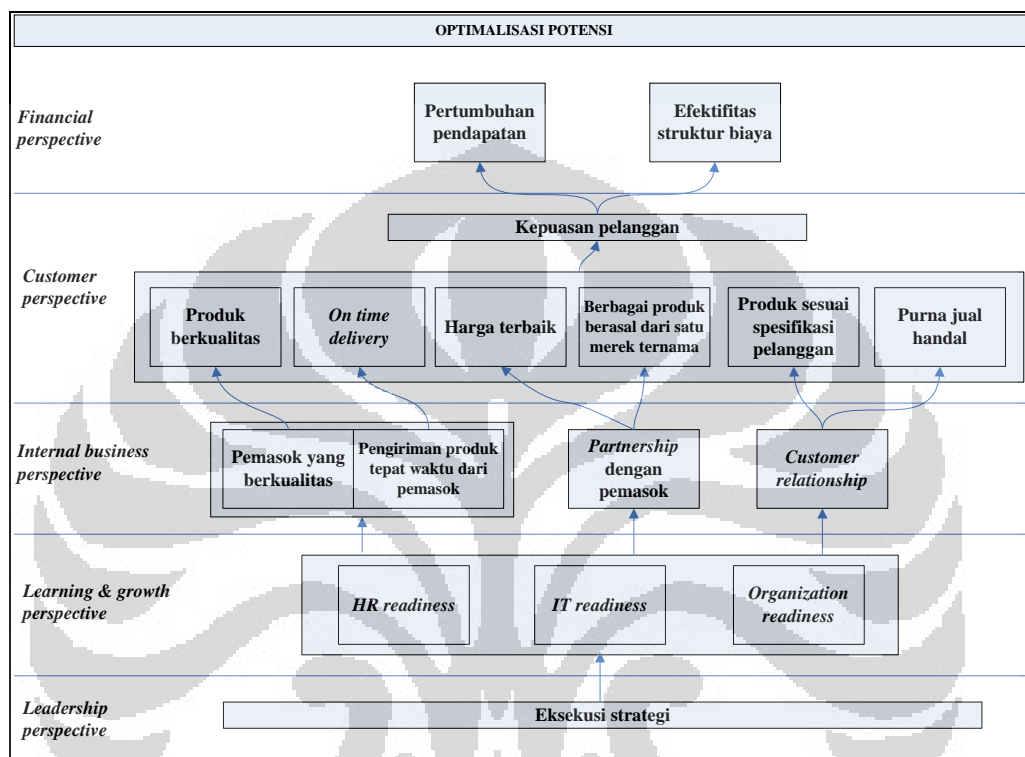 OPTIMALISASI POTENSI
Financial
perspective
Pertumbuhan
pendapatan
Efektifitas
struktur biaya
Kepuasan pelanggan
Customer
perspective
Produk
berkualitas
On time
delivery
Harga terbaik
Berbagai produk
berasal dari satu
merek ternama
Produk sesuai
spesifikasi
pelanggan
Purna jual
handal
Internal business
perspective
Pemasok yang
berkualitas
Pengiriman produk
tepat waktu dari
pemasok
Partnership
dengan
pemasok
Customer
relationship
Learning & growth
perspective
HR readiness
IT readiness
Organization
readiness
Leadership
perspective
Eksekusi strategi